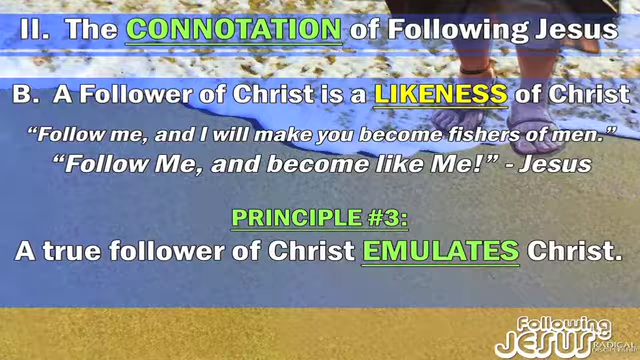 II. The CONNOTATION of Following Jesus
B. A Follower of Christ is a LIKENESS of Christ
“Follow me, and I will make you become fishers of men.”
“Follow Me, and become like Me!” - Jesus
PRINCIPLE #3:
A true follower of Christ EMULATES Christ.
Following
JESUS
RADICAL